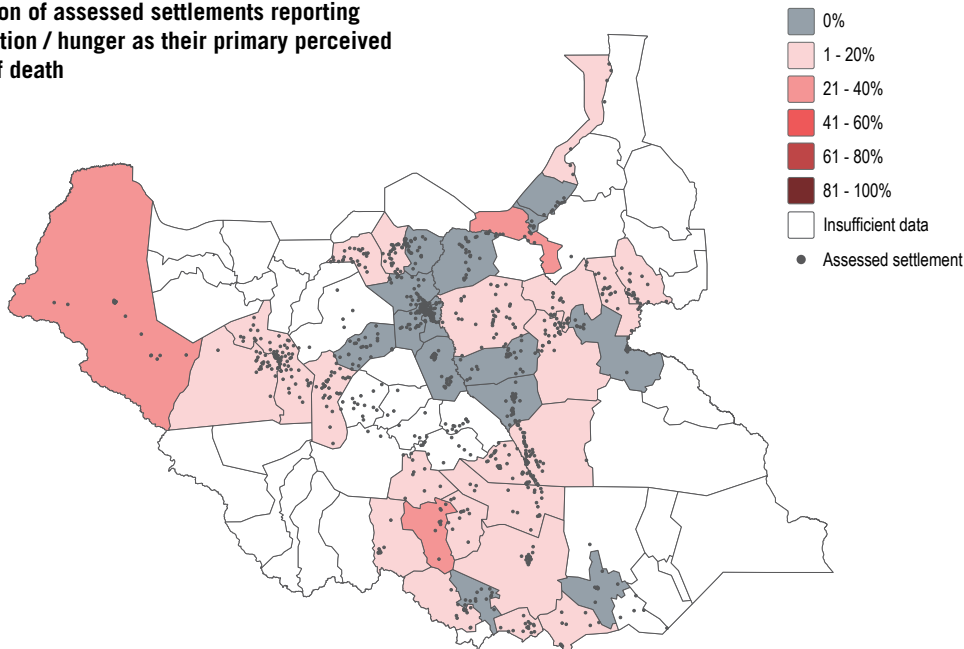 on of assessed settlements reporting
tion / hunger as their primary perceived
f death
0%
1 - 20%
21 - 40%
41 - 60%
61 - 80%
81 - 100%
Insufficient data
Assessed settlement